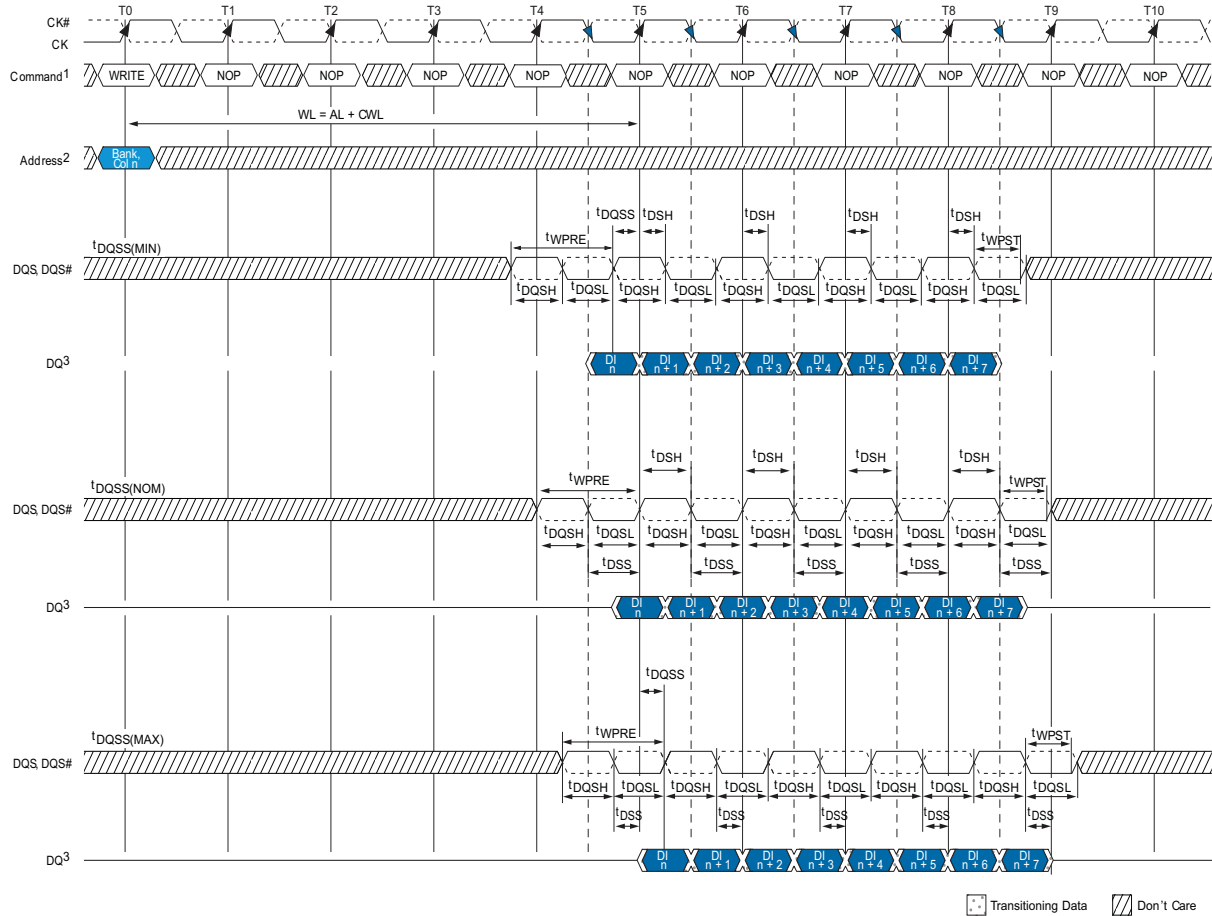 T0 T1 T2 T3 T4 T5 T6 T7 T8 T9 T10
CK#
CK
Command1 WRITE NOP NOP NOP NOP NOP NOP NOP NOP NOP NOP
WL = AL + CWL
Address2 Bank,
Col n
tDQSS tDSH tDSH tDSH tDSH
tDQSS(MIN) tWPRE tWPST
DQS, DQS#
tDQSH tDQSL tDQSH tDQSL tDQSH tDQSL tDQSH tDQSL tDQSH tDQSL
DQ3 DI DI DI DI DI DI DI DI
n n + 1 n + 2 n + 3 n + 4 n + 5 n + 6 n + 7
tDSH tDSH tDSH tDSH
tDQSS(NOM) tWPRE tWPST
DQS, DQS#
tDQSH tDQSL tDQSH tDQSL tDQSH tDQSL tDQSH tDQSL tDQSH tDQSL
tDSS tDSS tDSS tDSS tDSS
DQ3 DI DI DI DI DI DI DI DI
n n + 1 n + 2 n + 3 n + 4 n + 5 n + 6 n + 7
tDQSS
tDQSS(MAX) tWPRE tWPST
DQS, DQS#
tDQSH tDQSL tDQSH tDQSL tDQSH tDQSL tDQSH tDQSL tDQSH tDQSL
tDSS tDSS tDSS tDSS tDSS
DQ3 DI DI DI DI DI DI DI DI
n n + 1 n + 2 n + 3 n + 4 n + 5 n + 6 n + 7
Transitioning Data Don't Care